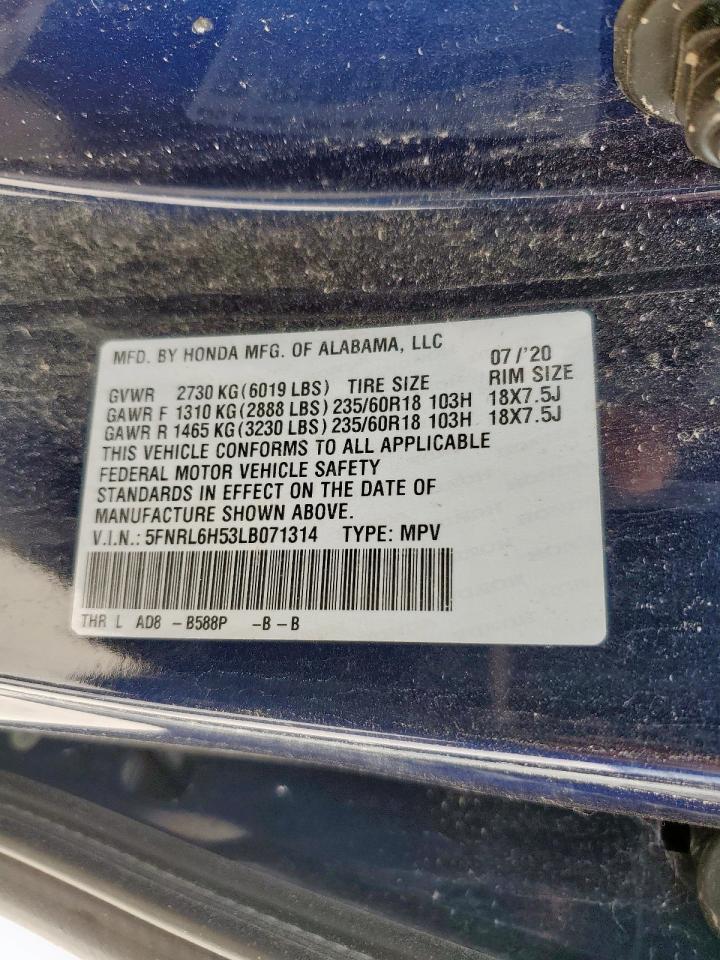 MFD. BY HONDA MFG. OF ALABAMA, LLC 07/'20
GVWR 2730 KG(6019 LBS) TIRE SIZE RIM SIZE
GAWR F 1310 KG(2888 LBS) 235/60R18 103H 18X7.5J
GAWR R 1465 KG(3230 LBS) 235/60R18 103H 18X7.5J
THIS VEHICLE CONFORMS TO ALL APPLICABLE
FEDERAL MOTOR VEHICLE SAFETY
STANDARDS IN EFFECT ON THE DATE OF
MANUFACTURE SHOWN ABOVE.
V.I.N.: 5FNRL6H53LB071314 TYPE: MPV
THR L AD8 -B588P -B-B